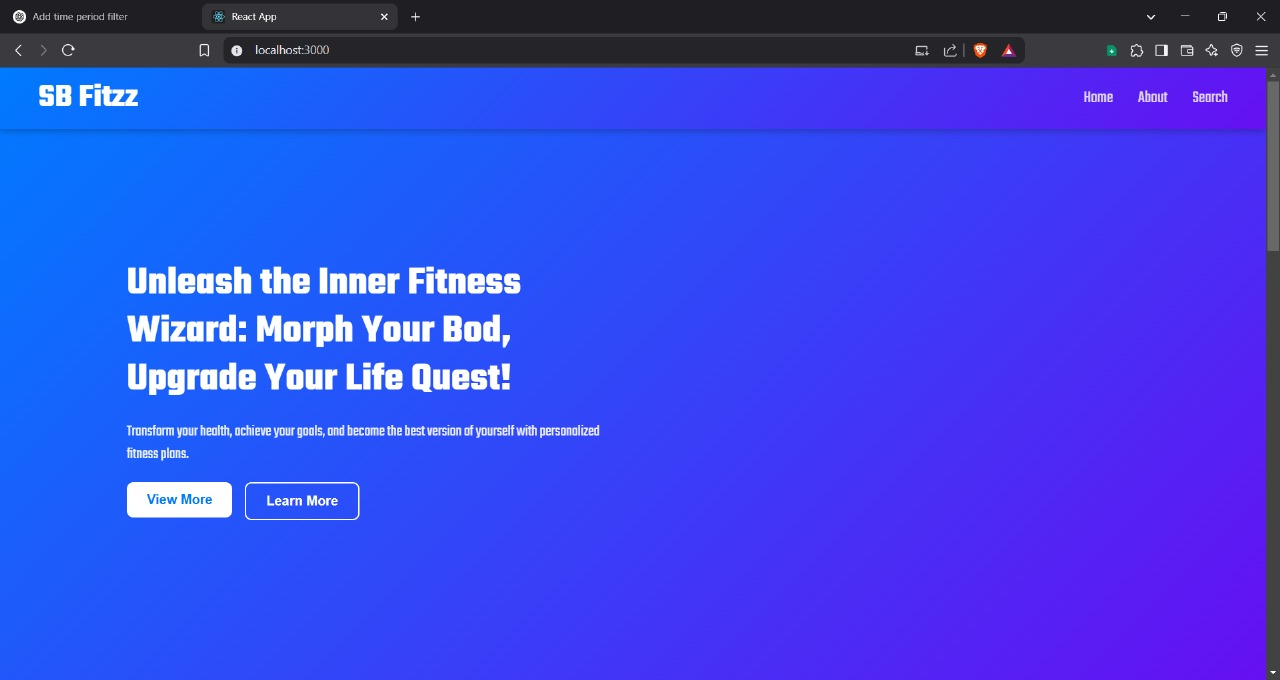 Add time period filter
React App
localhost:3000
SB Fitzz
Home About Search
Unleash the Inner Fitness
Wizard: Morph Your Bod,
Upgrade Your Life Quest!
Transform your health, achieve your goals, and become the best version of yourself with personalized
fitness plans.
View More Learn More